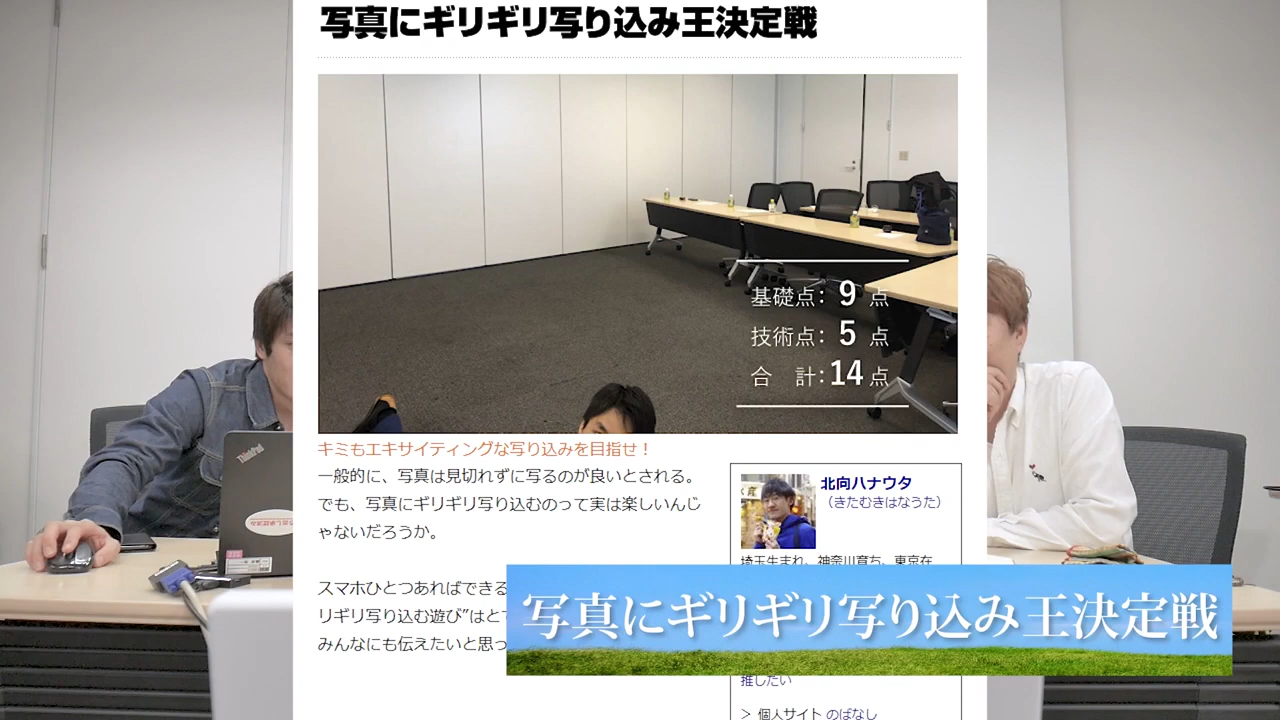 写真にギリギリ写り込み王決定戦
基礎点: 9 点
技術点: 5 点
合 計:14点
キミもエキサイティングな写り込みを目指せ！
一般的に、写真は見切れずに写るのが良いとされる。
でも、写真にギリギリ写り込むのって実は楽しいんじ
ゃないだろうか。
スマホひとつあればできる
リギリ写り込む遊び”はと
みんなにも伝えたいと思っ
北向ハナウタ
（きたむきはなうた）
埼玉生まれ、神奈川育ち、東京在
推したい
＞ 個人サイト のばなし
ThinkPad
写真にギリギリ写り込み王決定戦